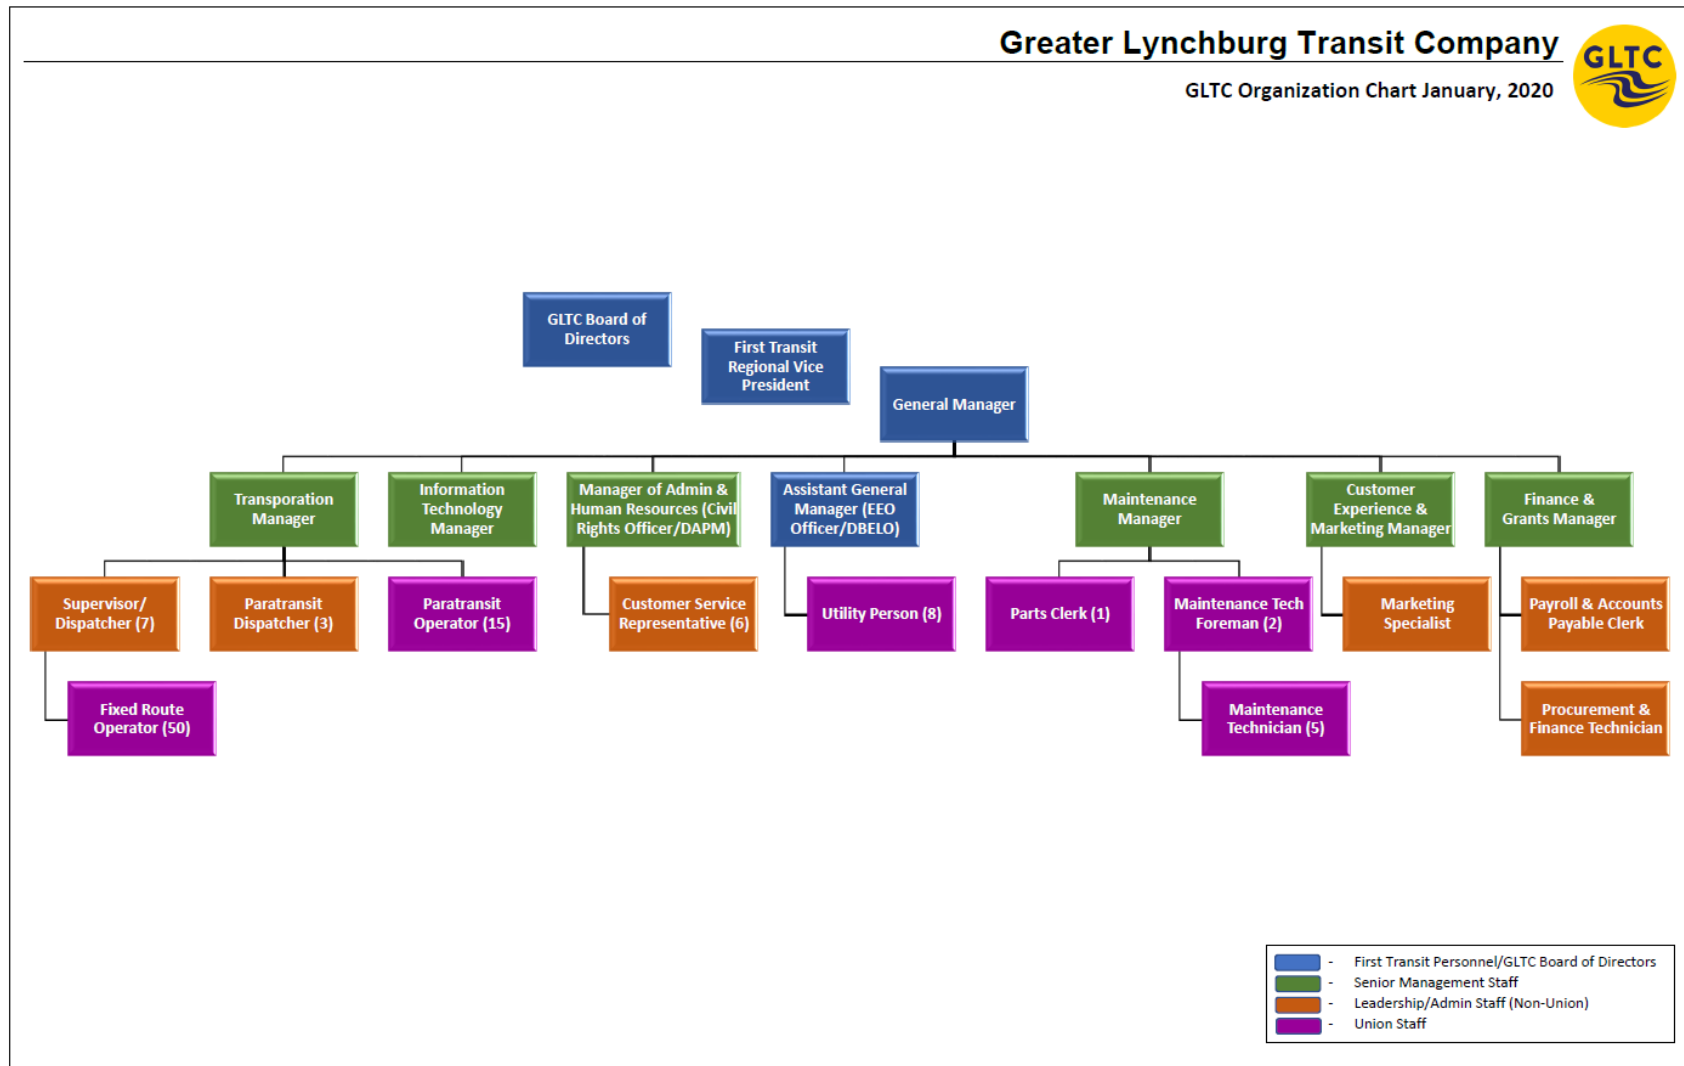 Greater Lynchburg Transit Company
GLTC
GLTC Organization Chart January, 2020
GLTC Board of
Directors
First Transit
Regional Vice
President
General Manager
Transporation
Manager
Information
Technology
Manager
Manager of Admin &
Human Resources (Civil
Rights Officer/DAPM)
Assistant General
Manager (EEO
Officer/DBELO)
Maintenance
Manager
Customer
Experience &
Marketing Manager
Finance &
Grants Manager
Supervisor/
Dispatcher (7)
Paratransit
Dispatcher (3)
Paratransit
Operator (15)
Customer Service
Representative (6)
Utility Person (8)
Parts Clerk (1)
Maintenance Tech
Foreman (2)
Marketing
Specialist
Payroll & Accounts
Payable Clerk
Fixed Route
Operator (50)
Maintenance
Technician (5)
Procurement &
Finance Technician
- First Transit Personnel/GLTC Board of Directors
- Senior Management Staff
- Leadership/Admin Staff (Non-Union)
- Union Staff